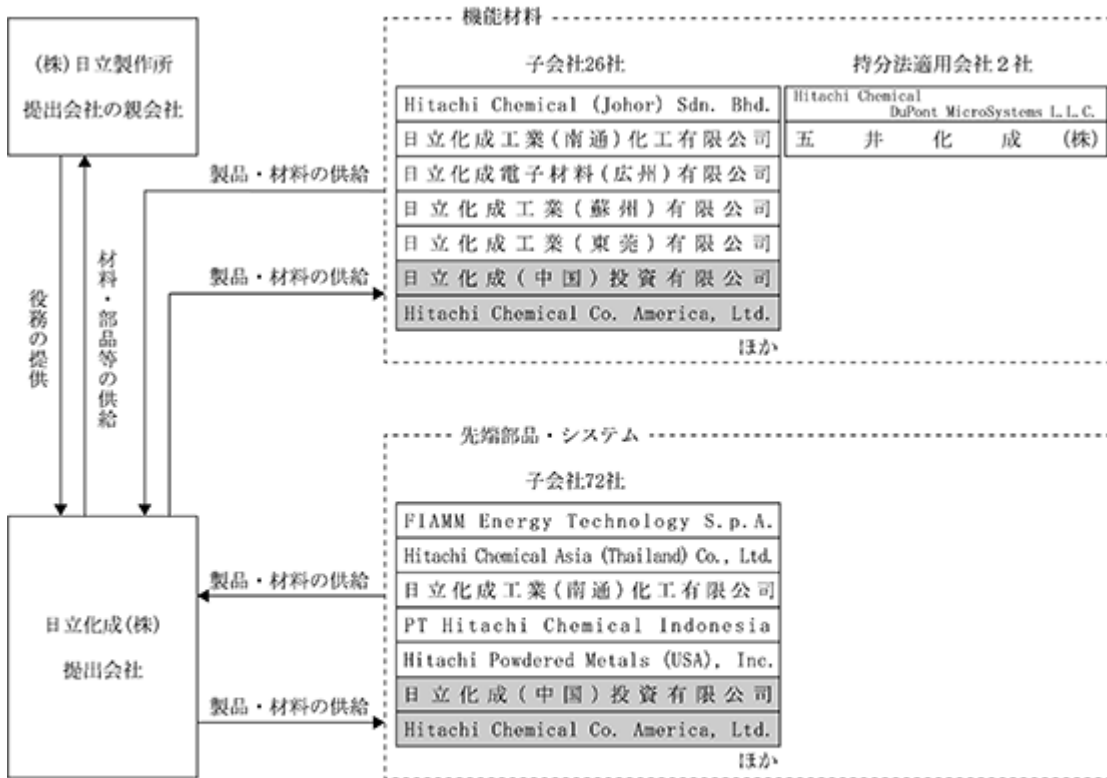 機能材料
(株)日立製作所
提出会社の親会社
子会社26社
持分法適用会社2社
Hitachi Chemical (Johor) Sdn. Bhd.
日立化成工業(南通)化工有限公司
日立化成電子材料(広州)有限公司
日立化成工業(蘇州)有限公司
日立化成工業(東莞)有限公司
日立化成(中国)投資有限公司
Hitachi Chemical Co. America, Ltd.
ほか
Hitachi Chemical
DuPont MicroSystems L.L.C.
五井化成(株)
製品・材料の供給
製品・材料の供給
役務の提供
材料・部品等の供給
先端部品・システム
子会社72社
FIAMM Energy Technology S.p.A.
Hitachi Chemical Asia (Thailand) Co., Ltd.
日立化成工業(南通)化工有限公司
PT Hitachi Chemical Indonesia
Hitachi Powdered Metals (USA), Inc.
日立化成(中国)投資有限公司
Hitachi Chemical Co. America, Ltd.
ほか
製品・材料の供給
製品・材料の供給
日立化成(株)
提出会社